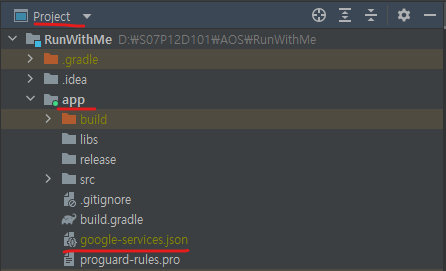 Project
RunWithMe D:₩S07P12D101₩AOS₩RunWithMe
.gradle
.idea
app
build
libs
release
src
.gitignore
build.gradle
google-services.json
proguard-rules.pro